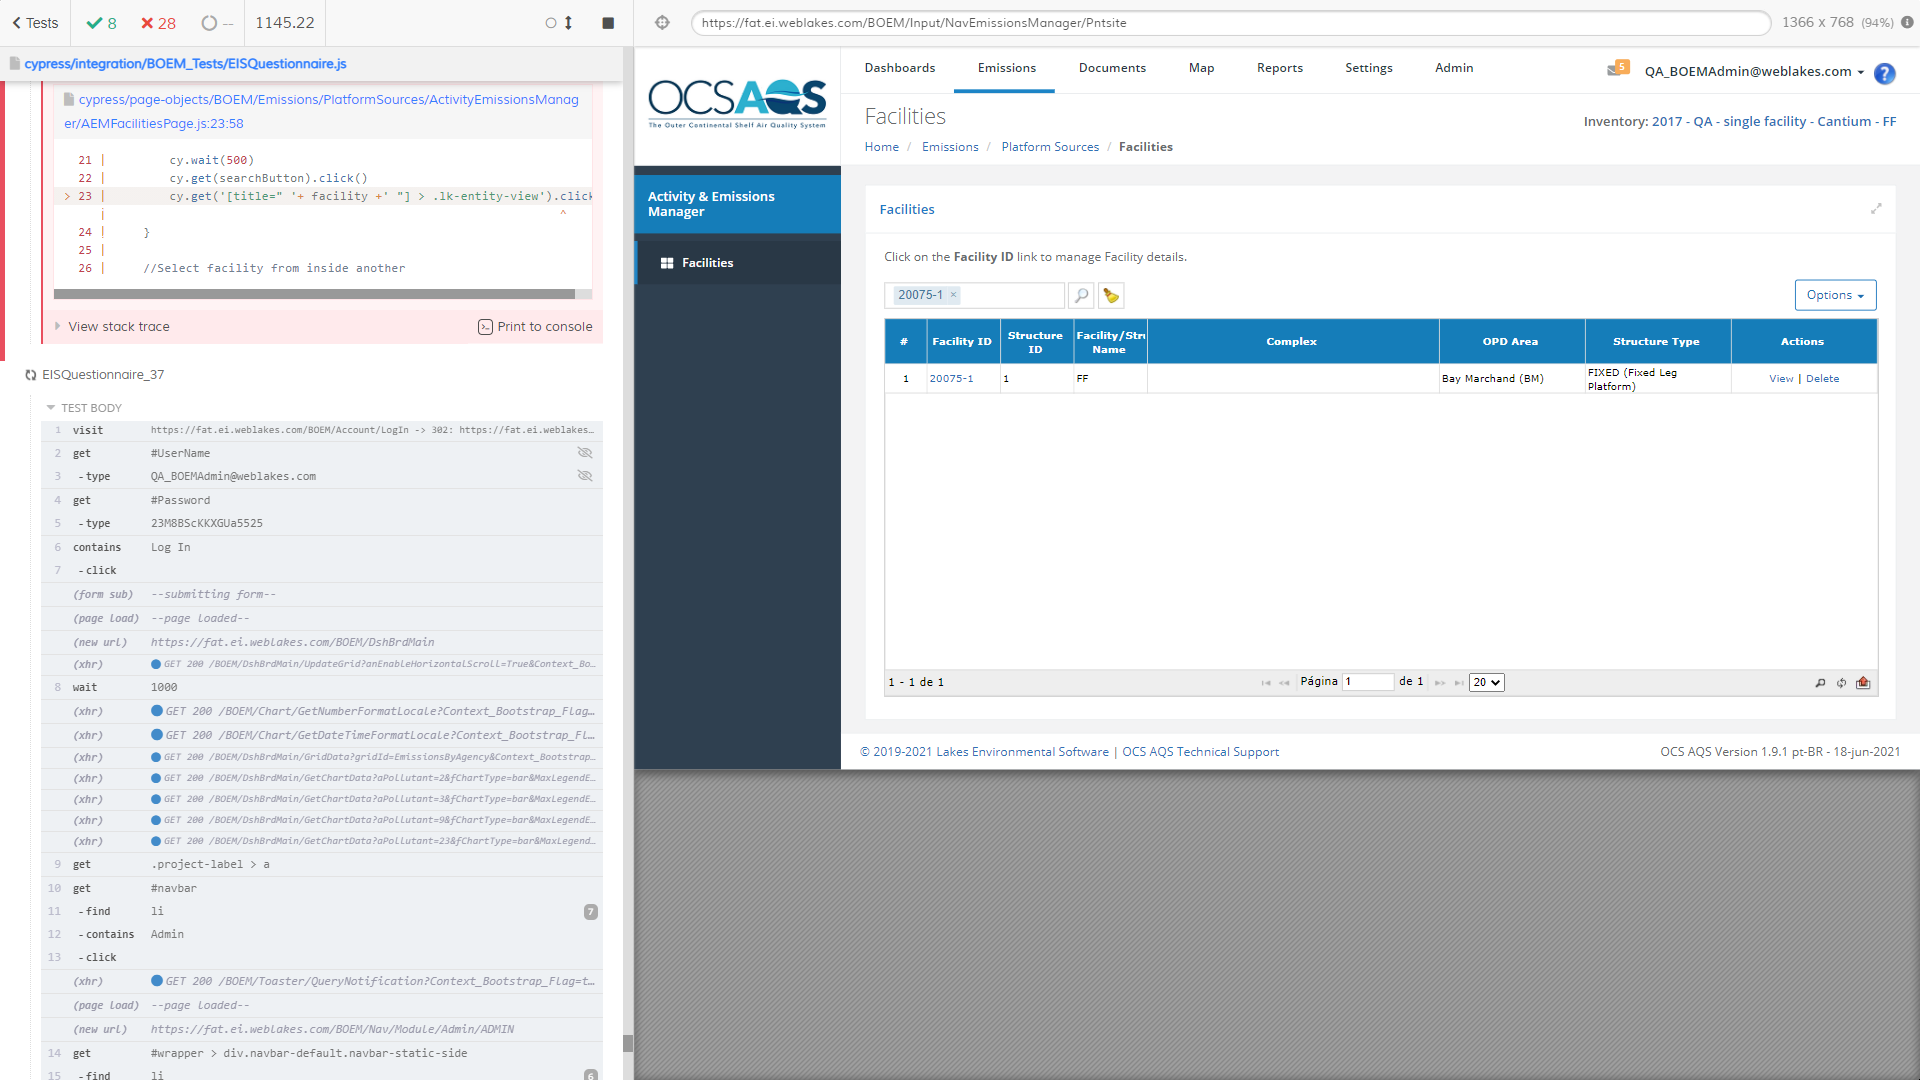 Tests
8
28
--
1145.22
cypress/integration/BOEM_Tests/EISQuestionnaire.js
cypress/page-objects/BOEM/Emissions/PlatformSources/ActivityEmissionsManag
er/AEMFacilitiesPage.js:23:58
21 | cy.wait(500)
22 | cy.get(searchButton).click()
> 23 | cy.get('[title=" '+ facility +' "] > .lk-entity-view').click
| ^
24 | }
25 |
26 | //Select facility from inside another
View stack trace
Print to console
EISQuestionnaire_37
TEST BODY
1 visit https://fat.ei.weblakes.com/BOEM/Account/LogIn -> 302: https://fat.ei.weblakes...
2 get #UserName
3 -type QA_BOEMAdmin@weblakes.com
4 get #Password
5 -type 23M8BScKKXGUa5525
6 contains Log In
7 -click
(form sub) --submitting form--
(page load) --page loaded--
(new url) https://fat.ei.weblakes.com/BOEM/DshBrdMain
(xhr) GET 200 /BOEM/DshBrdMain/UpdateGrid?anEnableHorizontalScroll=True&Context_Bo...
8 wait 1000
(xhr) GET 200 /BOEM/Chart/GetNumberFormatLocale?Context_Bootstrap_Flag...
(xhr) GET 200 /BOEM/Chart/GetDateTimeFormatLocale?Context_Bootstrap_Fl...
(xhr) GET 200 /BOEM/DshBrdMain/GridData?gridId=EmissionsByAgency&Context_Bootstrap...
(xhr) GET 200 /BOEM/DshBrdMain/GetChartData?aPollutant=2&fChartType=bar&MaxLegendE...
(xhr) GET 200 /BOEM/DshBrdMain/GetChartData?aPollutant=3&fChartType=bar&MaxLegendE...
(xhr) GET 200 /BOEM/DshBrdMain/GetChartData?aPollutant=9&fChartType=bar&MaxLegendE...
(xhr) GET 200 /BOEM/DshBrdMain/GetChartData?aPollutant=23&fChartType=bar&MaxLegend...
9 get .project-label > a
10 get #navbar
11 -find li 7
12 -contains Admin
13 -click
(xhr) GET 200 /BOEM/Toaster/QueryNotification?Context_Bootstrap_Flag=t...
(page load) --page loaded--
(new url) https://fat.ei.weblakes.com/BOEM/Nav/Module/Admin/ADMIN
14 get #wrapper > div.navbar-default.navbar-static-side
15 -find li 6
https://fat.ei.weblakes.com/BOEM/Input/NavEmissionsManager/Pntsite
1366 x 768 (94%)
OCSAQS
The Outer Continental Shelf Air Quality System
Dashboards Emissions Documents Map Reports Settings Admin
5
QA_BOEMAdmin@weblakes.com
?
Facilities
Inventory: 2017 - QA - single facility - Cantium - FF
Home / Emissions / Platform Sources / Facilities
Activity & Emissions
Manager
Facilities
Facilities
Click on the Facility ID link to manage Facility details.
20075-1 ×
Options
# Facility ID Structure ID Facility/Stru Name Complex OPD Area Structure Type Actions
1 20075-1 1 FF Bay Marchand (BM) FIXED (Fixed Leg Platform) View | Delete
1 - 1 de 1
Página 1 de 1
20
© 2019-2021 Lakes Environmental Software | OCS AQS Technical Support
OCS AQS Version 1.9.1 pt-BR - 18-jun-2021